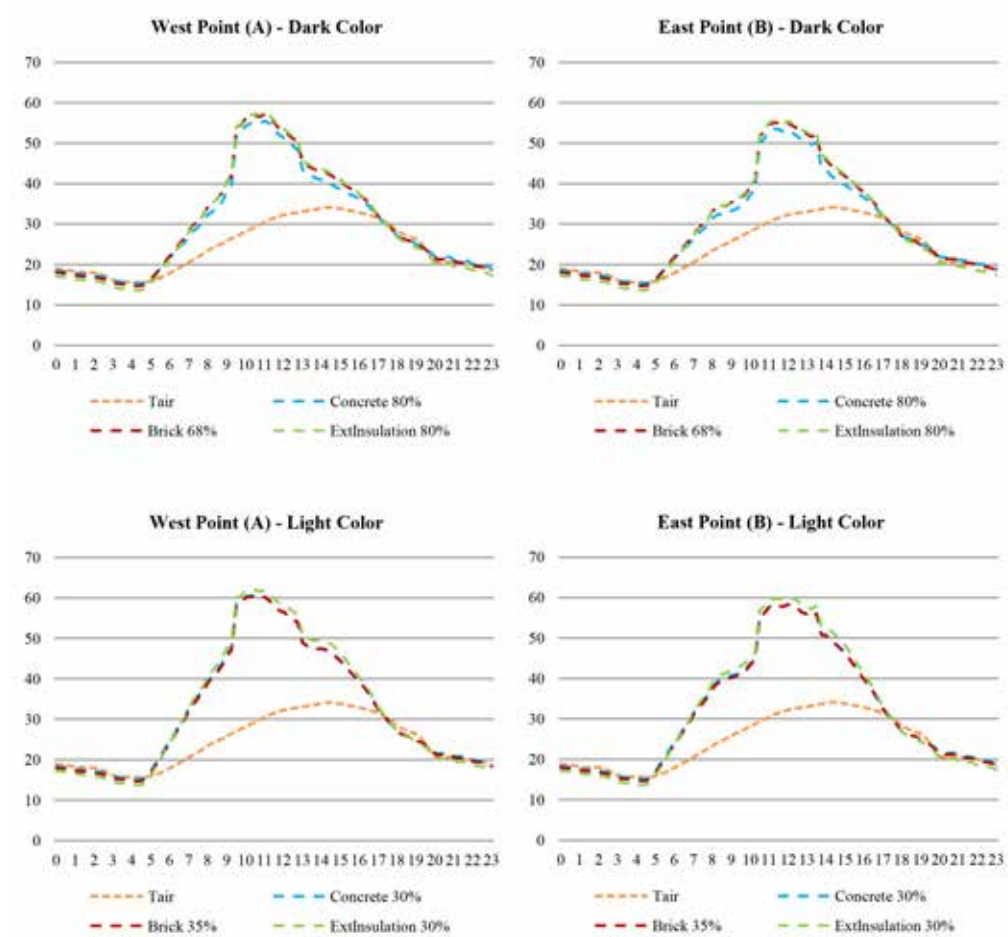 West Point (A) - Dark Color
70
60
50
40
30
20
10
0
0 1 2 3 4 5 6 7 8 9 10 11 12 13 14 15 16 17 18 19 20 21 22 23
Tair Concrete 80%
Brick 68% ExtInsulation 80%
East Point (B) - Dark Color
70
60
50
40
30
20
10
0
0 1 2 3 4 5 6 7 8 9 10 11 12 13 14 15 16 17 18 19 20 21 22 23
Tair Concrete 80%
Brick 68% ExtInsulation 80%
West Point (A) - Light Color
70
60
50
40
30
20
10
0
0 1 2 3 4 5 6 7 8 9 10 11 12 13 14 15 16 17 18 19 20 21 22 23
Tair Concrete 30%
Brick 35% ExtInsulation 30%
East Point (B) - Light Color
70
60
50
40
30
20
10
0
0 1 2 3 4 5 6 7 8 9 10 11 12 13 14 15 16 17 18 19 20 21 22 23
Tair Concrete 30%
Brick 35% ExtInsulation 30%